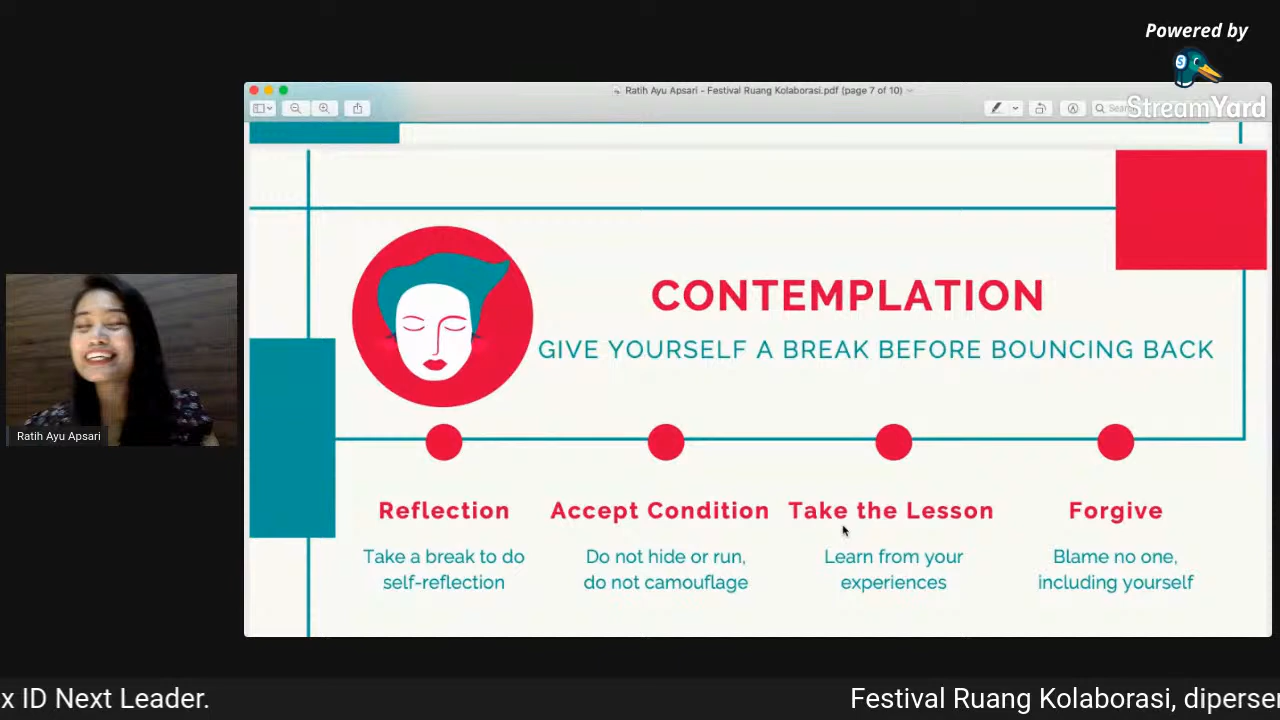 Powered by
StreamYard
Ratih Ayu Apsari - Festival Ruang Kolaborasi.pdf (page 7 of 10)
CONTEMPLATION
GIVE YOURSELF A BREAK BEFORE BOUNCING BACK
Reflection
Take a break to do
self-reflection
Accept Condition
Do not hide or run,
do not camouflage
Take the Lesson
Learn from your
experiences
Forgive
Blame no one,
including yourself
Ratih Ayu Apsari
x ID Next Leader.
Festival Ruang Kolaborasi, diperse